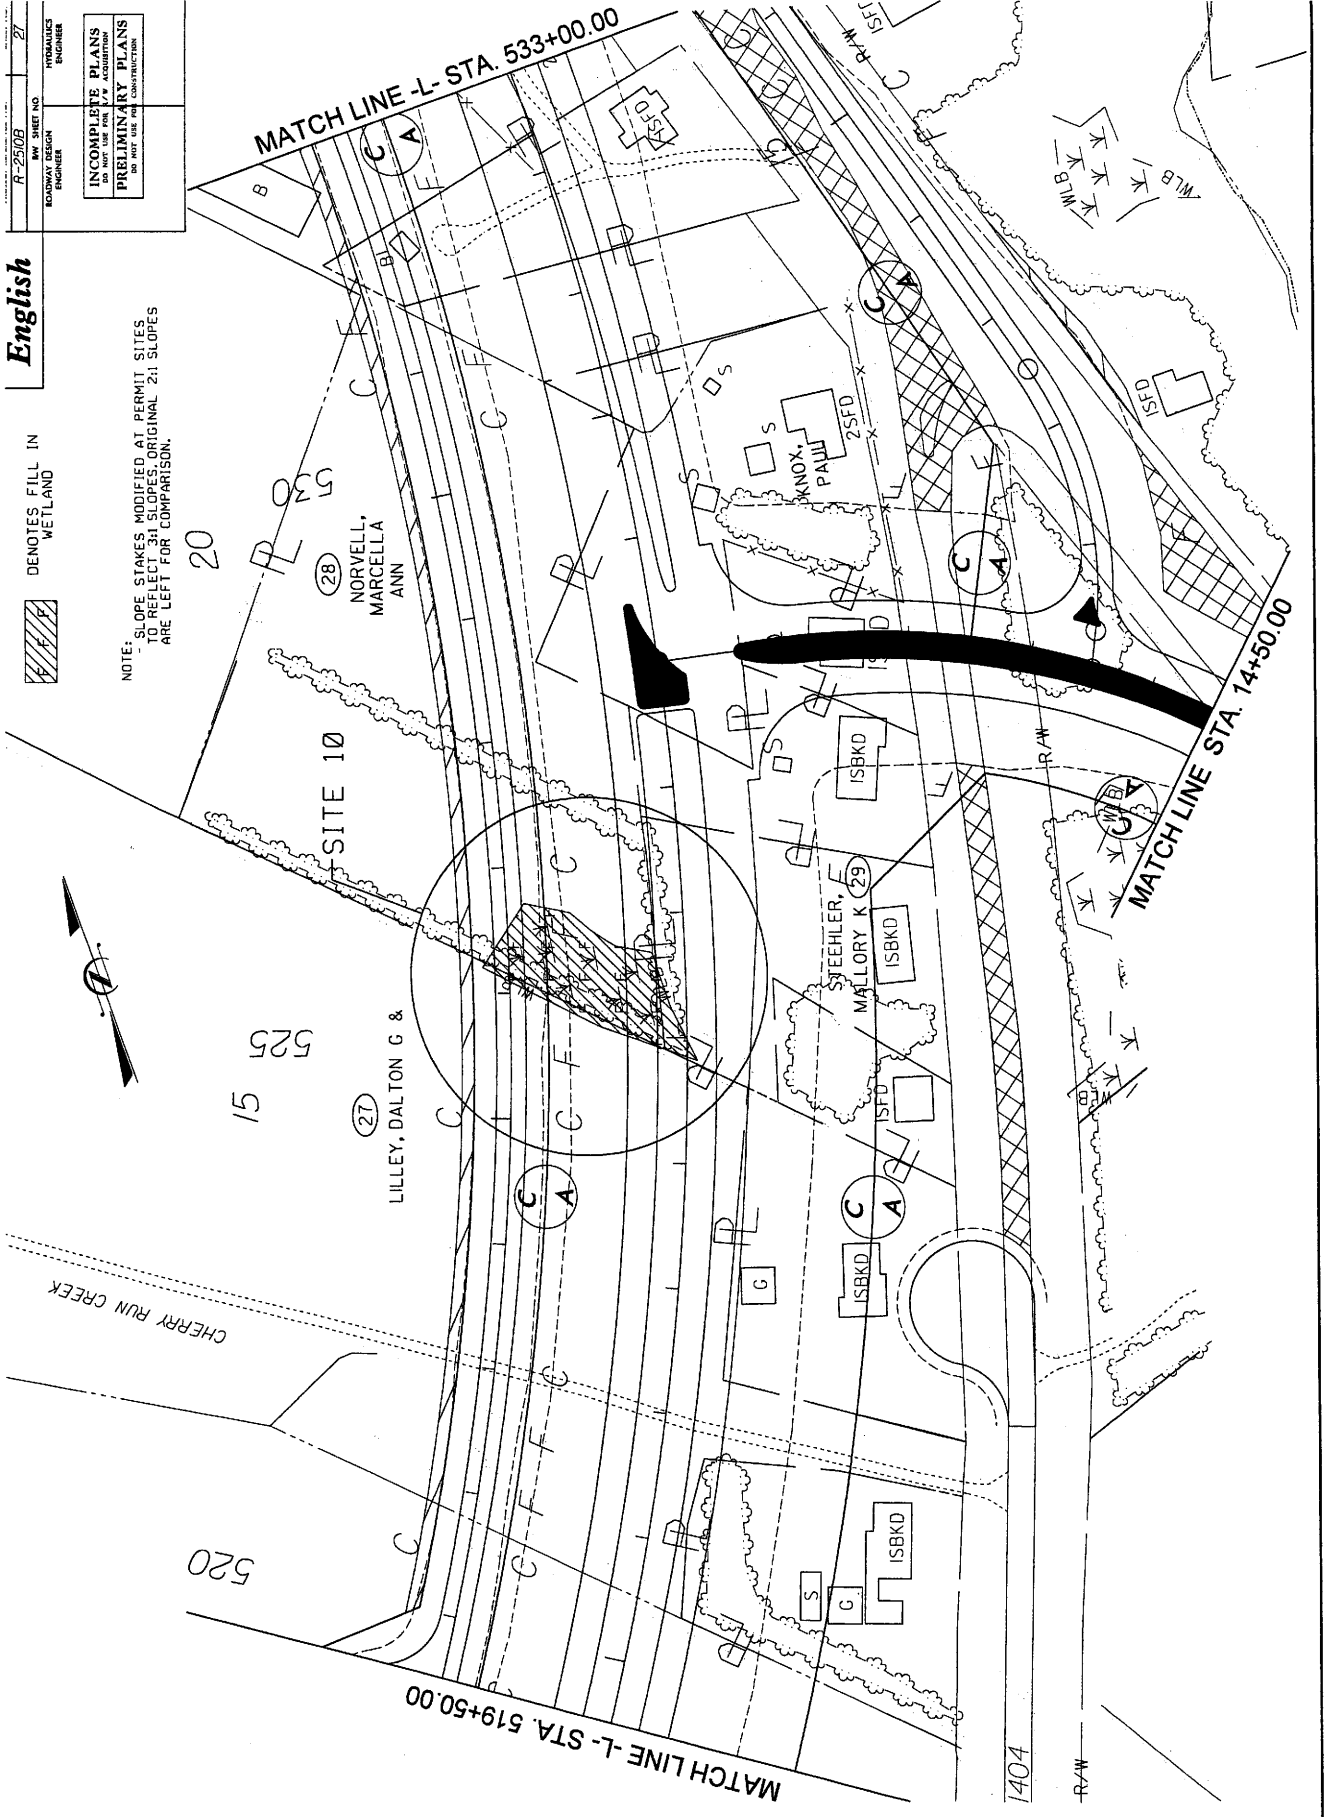 R-2510B
27
RW SHEET NO.
ROADWAY DESIGN
ENGINEER
HYDRAULICS
ENGINEER
INCOMPLETE PLANS
DO NOT USE FOR R/W ACQUISITION
PRELIMINARY PLANS
DO NOT USE FOR CONSTRUCTION
English
F F F
DENOTES FILL IN
WETLAND
NOTE:
SLOPE STAKES MODIFIED AT PERMIT SITES
TO REFLECT 3:1 SLOPES. ORIGINAL 2:1 SLOPES
ARE LEFT FOR COMPARISON.
MATCH LINE -L- STA. 533+00.00
B
20
530
28
NORVELL,
MARCELLA
ANN
SITE 10
15
525
27
LILLEY, DALTON G &
CHERRY RUN CREEK
520
MATCH LINE -L- STA. 519+50.00
C
A
C
A
C
A
C
A
C
A
C
A
KNOX,
PAUL
2SFD
S
S
S
S
1SFD
1SFD
WLB
WLB
R/W
MATCH LINE STA. 14+50.00
R/W
1SBKD
STEEHLER,
MALLORY K
29
1SBKD
1SFD
1SBKD
G
WLB
1SBKD
S
G
1404
R/W